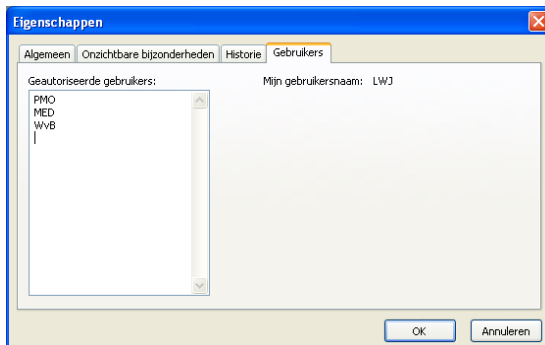 Eigenschappen
Algemeen Onzichtbare bijzonderheden Historie Gebruikers
Geautoriseerde gebruikers: Mijn gebruikersnaam: LWJ
PMO
MED
WvB
OK Annuleren